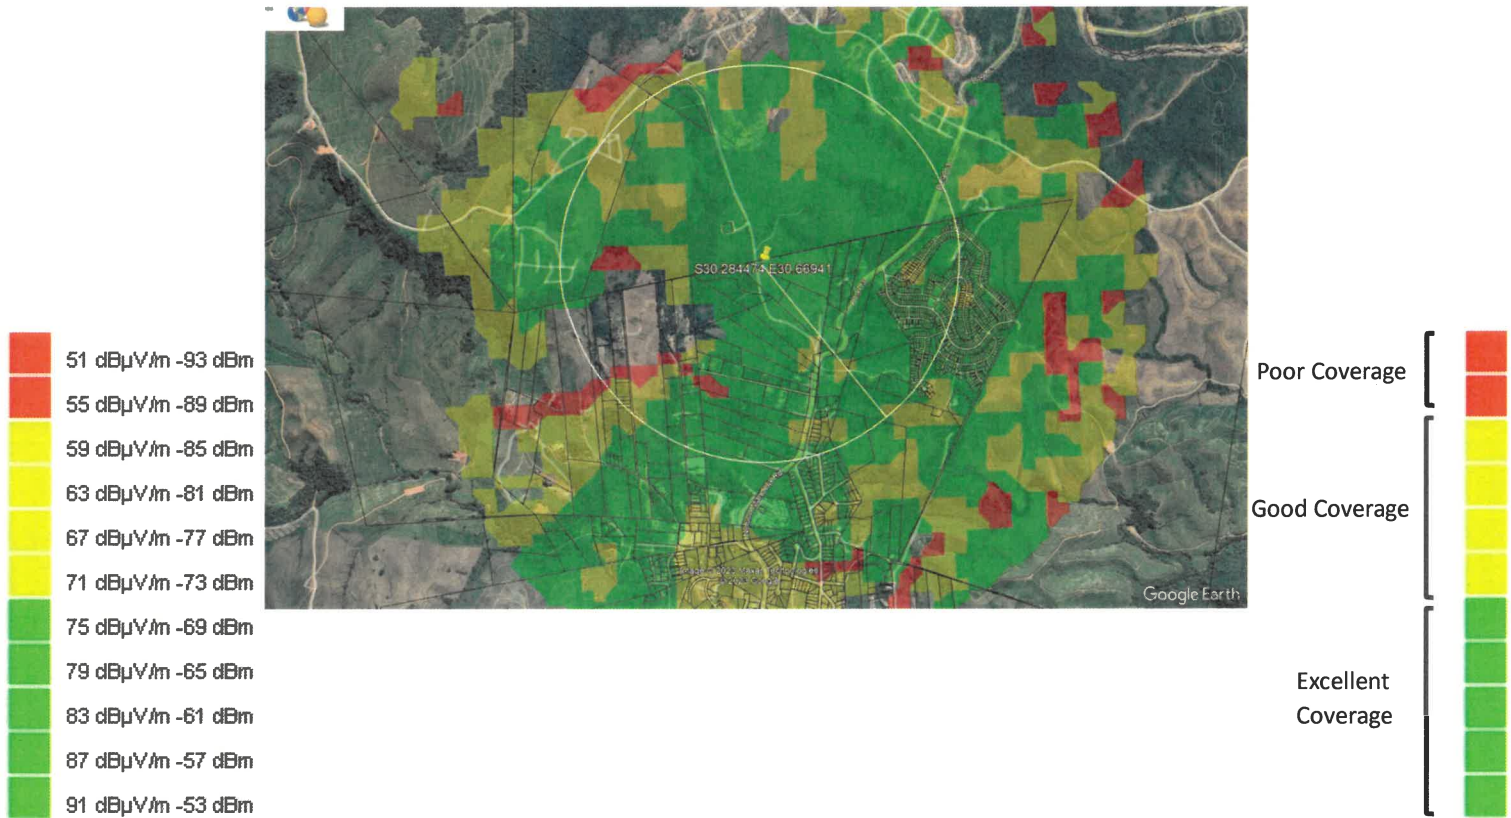 S30.284474 E30.66941
Google Earth
51 dBµV/m -93 dBm
55 dBµV/m -89 dBm
59 dBµV/m -85 dBm
63 dBµV/m -81 dBm
67 dBµV/m -77 dBm
71 dBµV/m -73 dBm
75 dBµV/m -69 dBm
79 dBµV/m -65 dBm
83 dBµV/m -61 dBm
87 dBµV/m -57 dBm
91 dBµV/m -53 dBm
Poor Coverage
Good Coverage
Excellent
Coverage